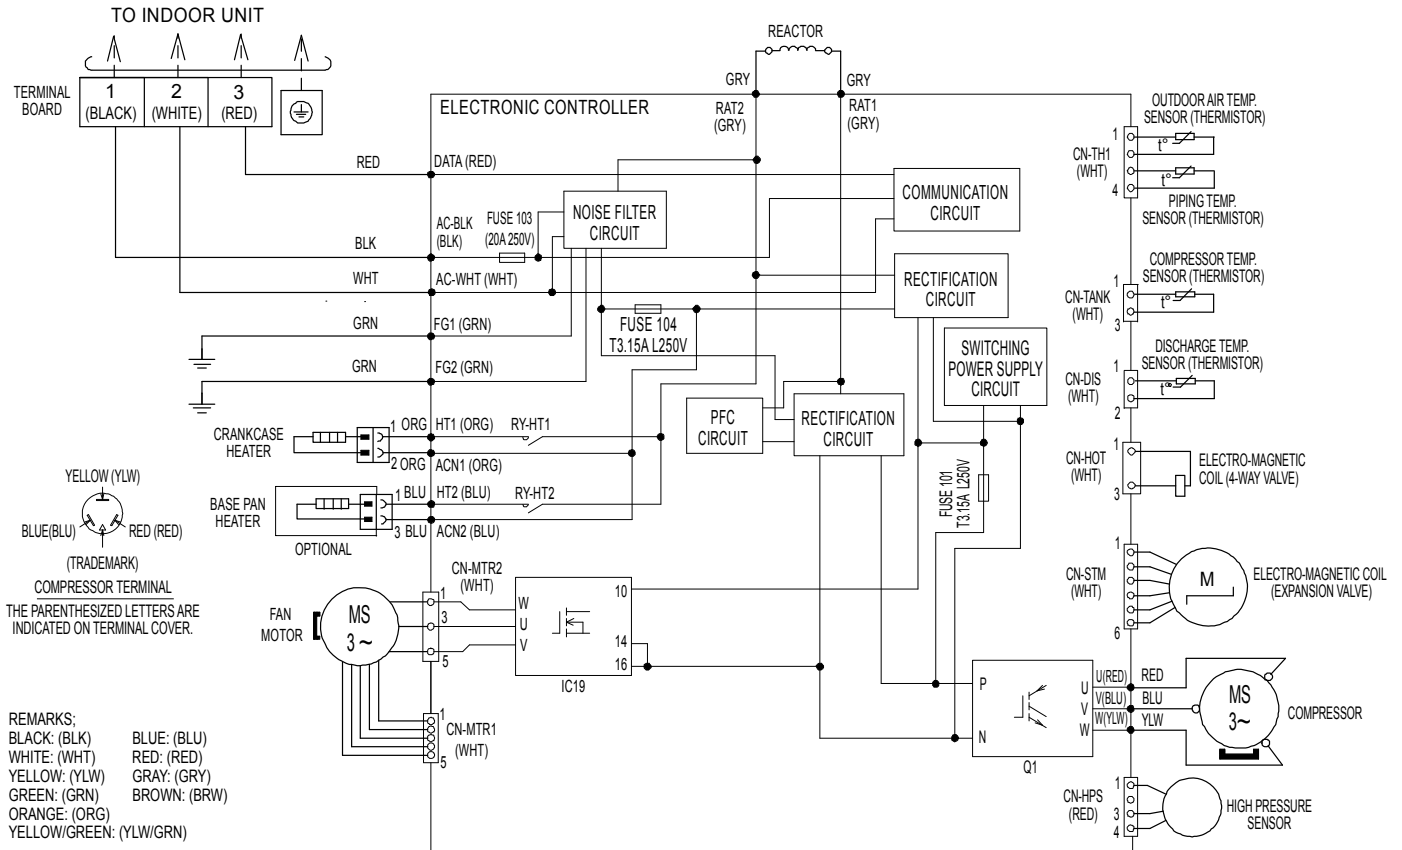 TO INDOOR UNIT
TERMINAL
BOARD
1
(BLACK)
2
(WHITE)
3
(RED)
ELECTRONIC CONTROLLER
REACTOR
GRY
GRY
RAT2
(GRY)
RAT1
(GRY)
RED
DATA (RED)
AC-BLK
(BLK)
BLK
FUSE 103
(20A 250V)
NOISE FILTER
CIRCUIT
COMMUNICATION
CIRCUIT
WHT
AC-WHT (WHT)
RECTIFICATION
CIRCUIT
GRN
FG1 (GRN)
FUSE 104
T3.15A L250V
GRN
FG2 (GRN)
SWITCHING
POWER SUPPLY
CIRCUIT
PFC
CIRCUIT
RECTIFICATION
CIRCUIT
CRANKCASE
HEATER
1
ORG
HT1 (ORG)
RY-HT1
2
ORG
ACN1 (ORG)
BASE PAN
HEATER
1
BLU
HT2 (BLU)
RY-HT2
3
BLU
ACN2 (BLU)
OPTIONAL
FUSE 101
T3.15A L250V
YELLOW (YLW)
BLUE(BLU)
RED (RED)
(TRADEMARK)
COMPRESSOR TERMINAL
THE PARENTHESIZED LETTERS ARE
INDICATED ON TERMINAL COVER.
FAN
MOTOR
MS
3~
CN-MTR2
(WHT)
1
3
5
W
U
V
10
14
16
IC19
1
CN-MTR1
(WHT)
5
P
N
U
V
W
Q1
U(RED)
V(BLU)
W(YLW)
RED
BLU
YLW
MS
3~
COMPRESSOR
OUTDOOR AIR TEMP.
SENSOR (THERMISTOR)
1
CN-TH1
(WHT)
4
t°
t°
PIPING TEMP.
SENSOR (THERMISTOR)
COMPRESSOR TEMP.
SENSOR (THERMISTOR)
1
CN-TANK
(WHT)
3
t°
DISCHARGE TEMP.
SENSOR (THERMISTOR)
1
CN-DIS
(WHT)
2
t°
1
CN-HOT
(WHT)
3
ELECTRO-MAGNETIC
COIL (4-WAY VALVE)
1
CN-STM
(WHT)
6
M
ELECTRO-MAGNETIC COIL
(EXPANSION VALVE)
1
CN-HPS
(RED)
3
4
HIGH PRESSURE
SENSOR
REMARKS;
BLACK: (BLK) BLUE: (BLU)
WHITE: (WHT) RED: (RED)
YELLOW: (YLW) GRAY: (GRY)
GREEN: (GRN) BROWN: (BRW)
ORANGE: (ORG)
YELLOW/GREEN: (YLW/GRN)